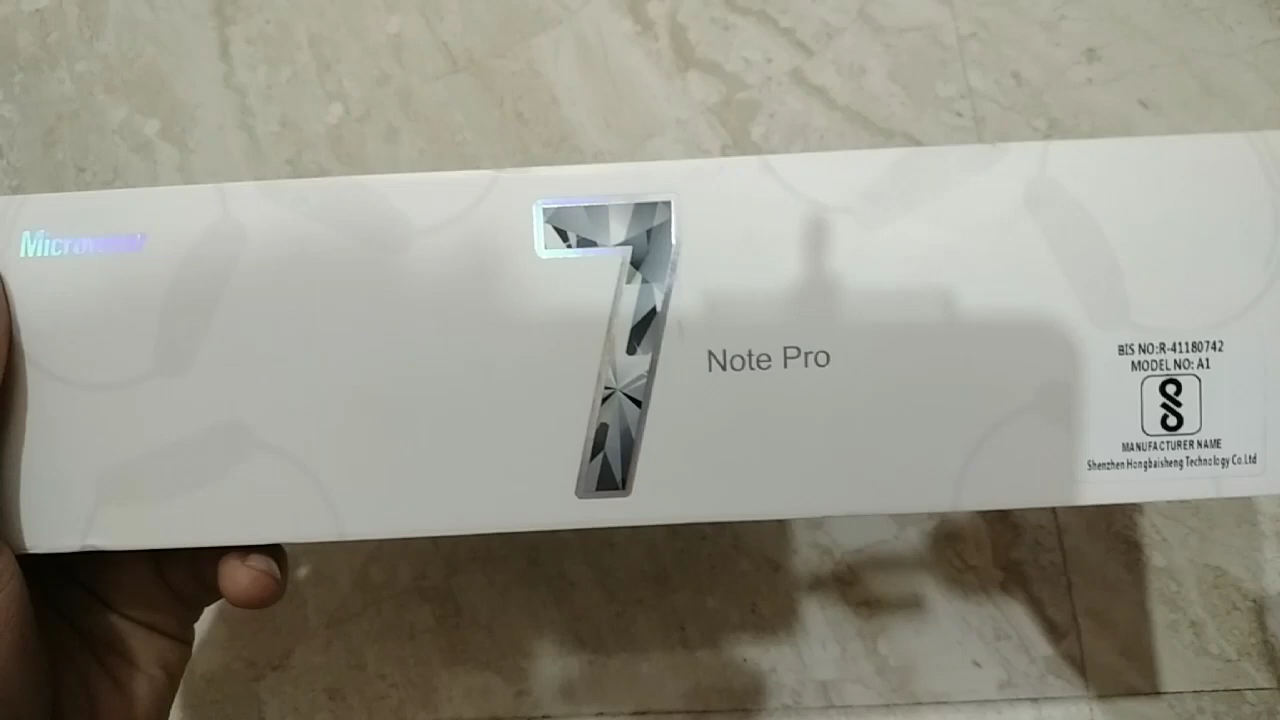 7
Note Pro
BIS NO:R-41180742
MODEL NO: A1
MANUFACTURER NAME
Shenzhen Hongbaisheng Technology Co.Ltd